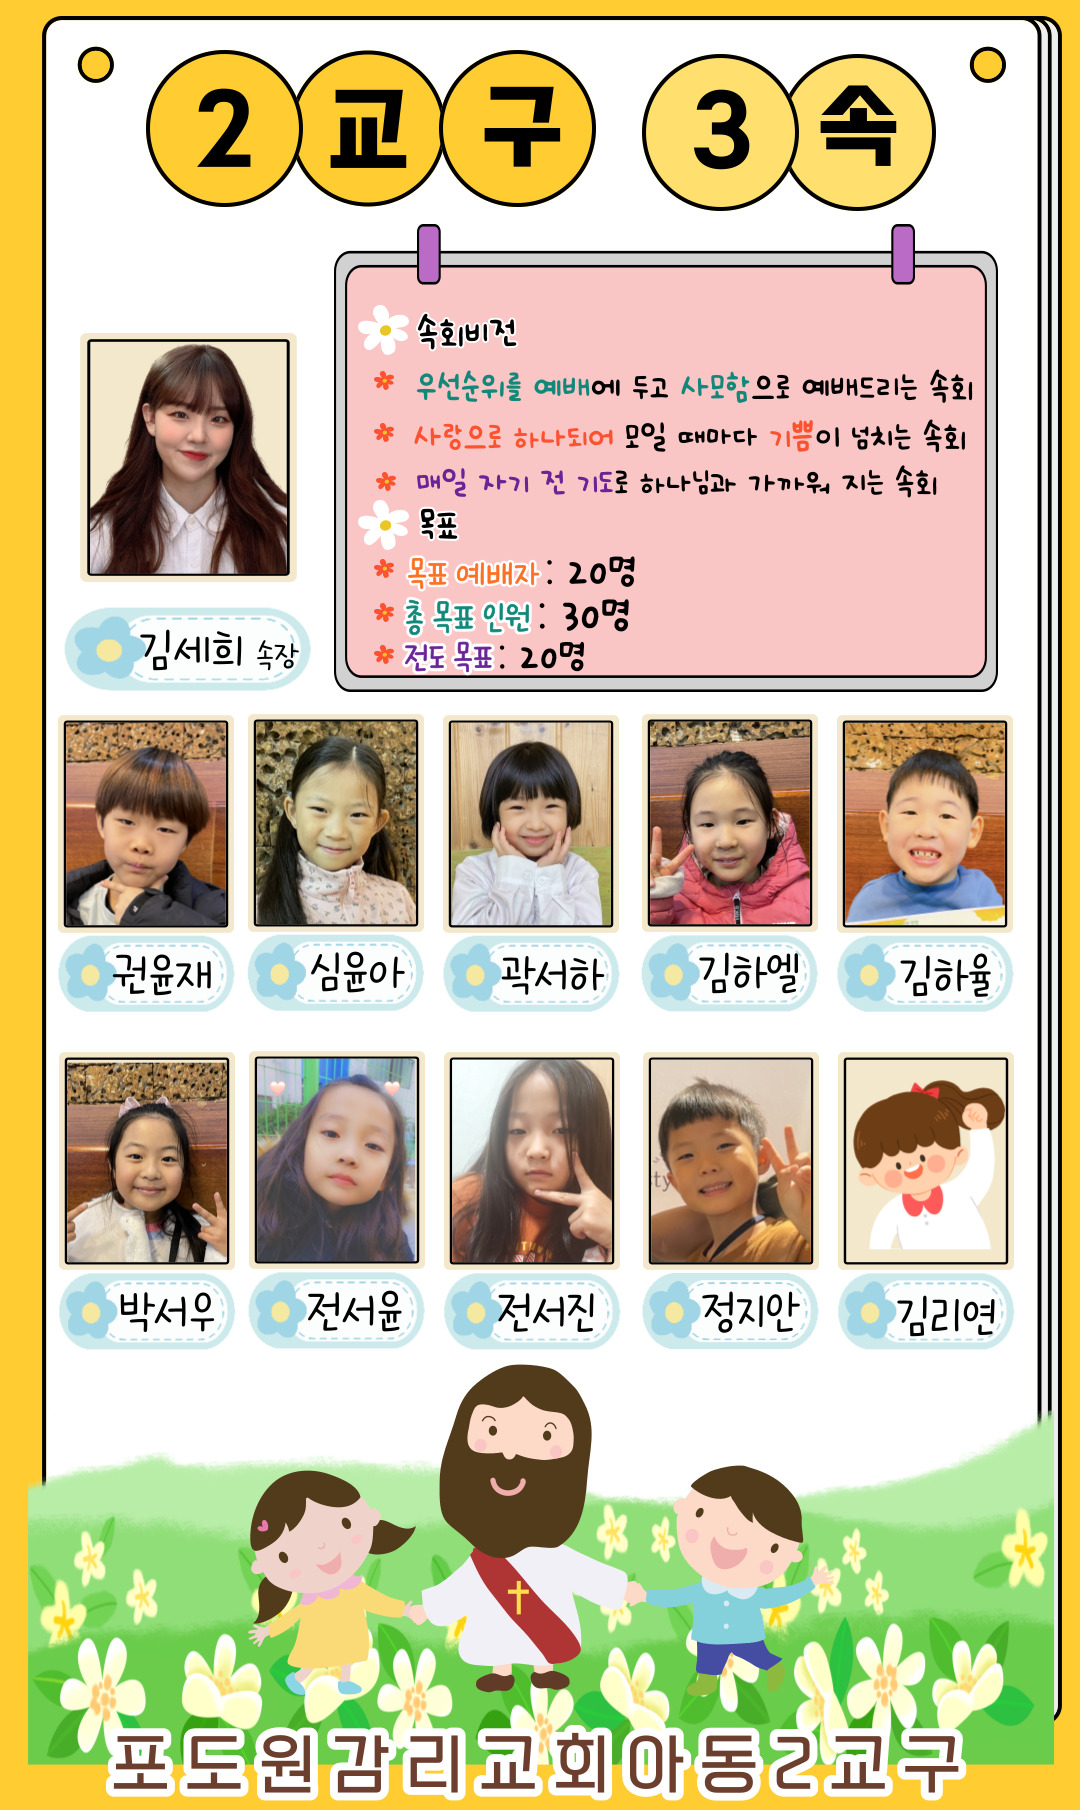 2교구 3속
속회비전
우선순위를 예배에 두고 사모함으로 예배드리는 속회
사랑으로 하나되어 모일 때마다 기쁨이 넘치는 속회
매일 자기 전 기도로 하나님과 가까워 지는 속회
목표
목표 예배자 : 20명
총 목표 인원 : 30명
전도 목표 : 20명
김세희 속장
권윤재 심윤아 곽서하 김하엘 김하율
박서우 전서윤 전서진 정지안 김리연
포도원감리교회아동2교구